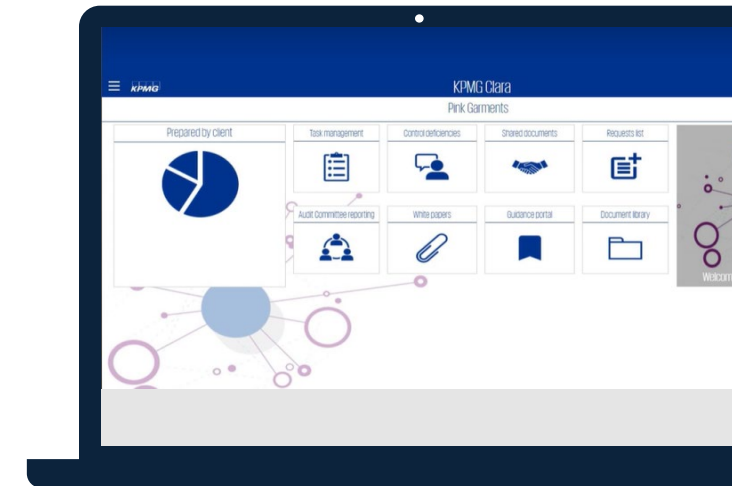 KPMG
KPMG Clara
Pink Garments
Prepared by client
Task management
Control deficiencies
Shared documents
Requests list
Audit Committee reporting
White papers
Guidance portal
Document library